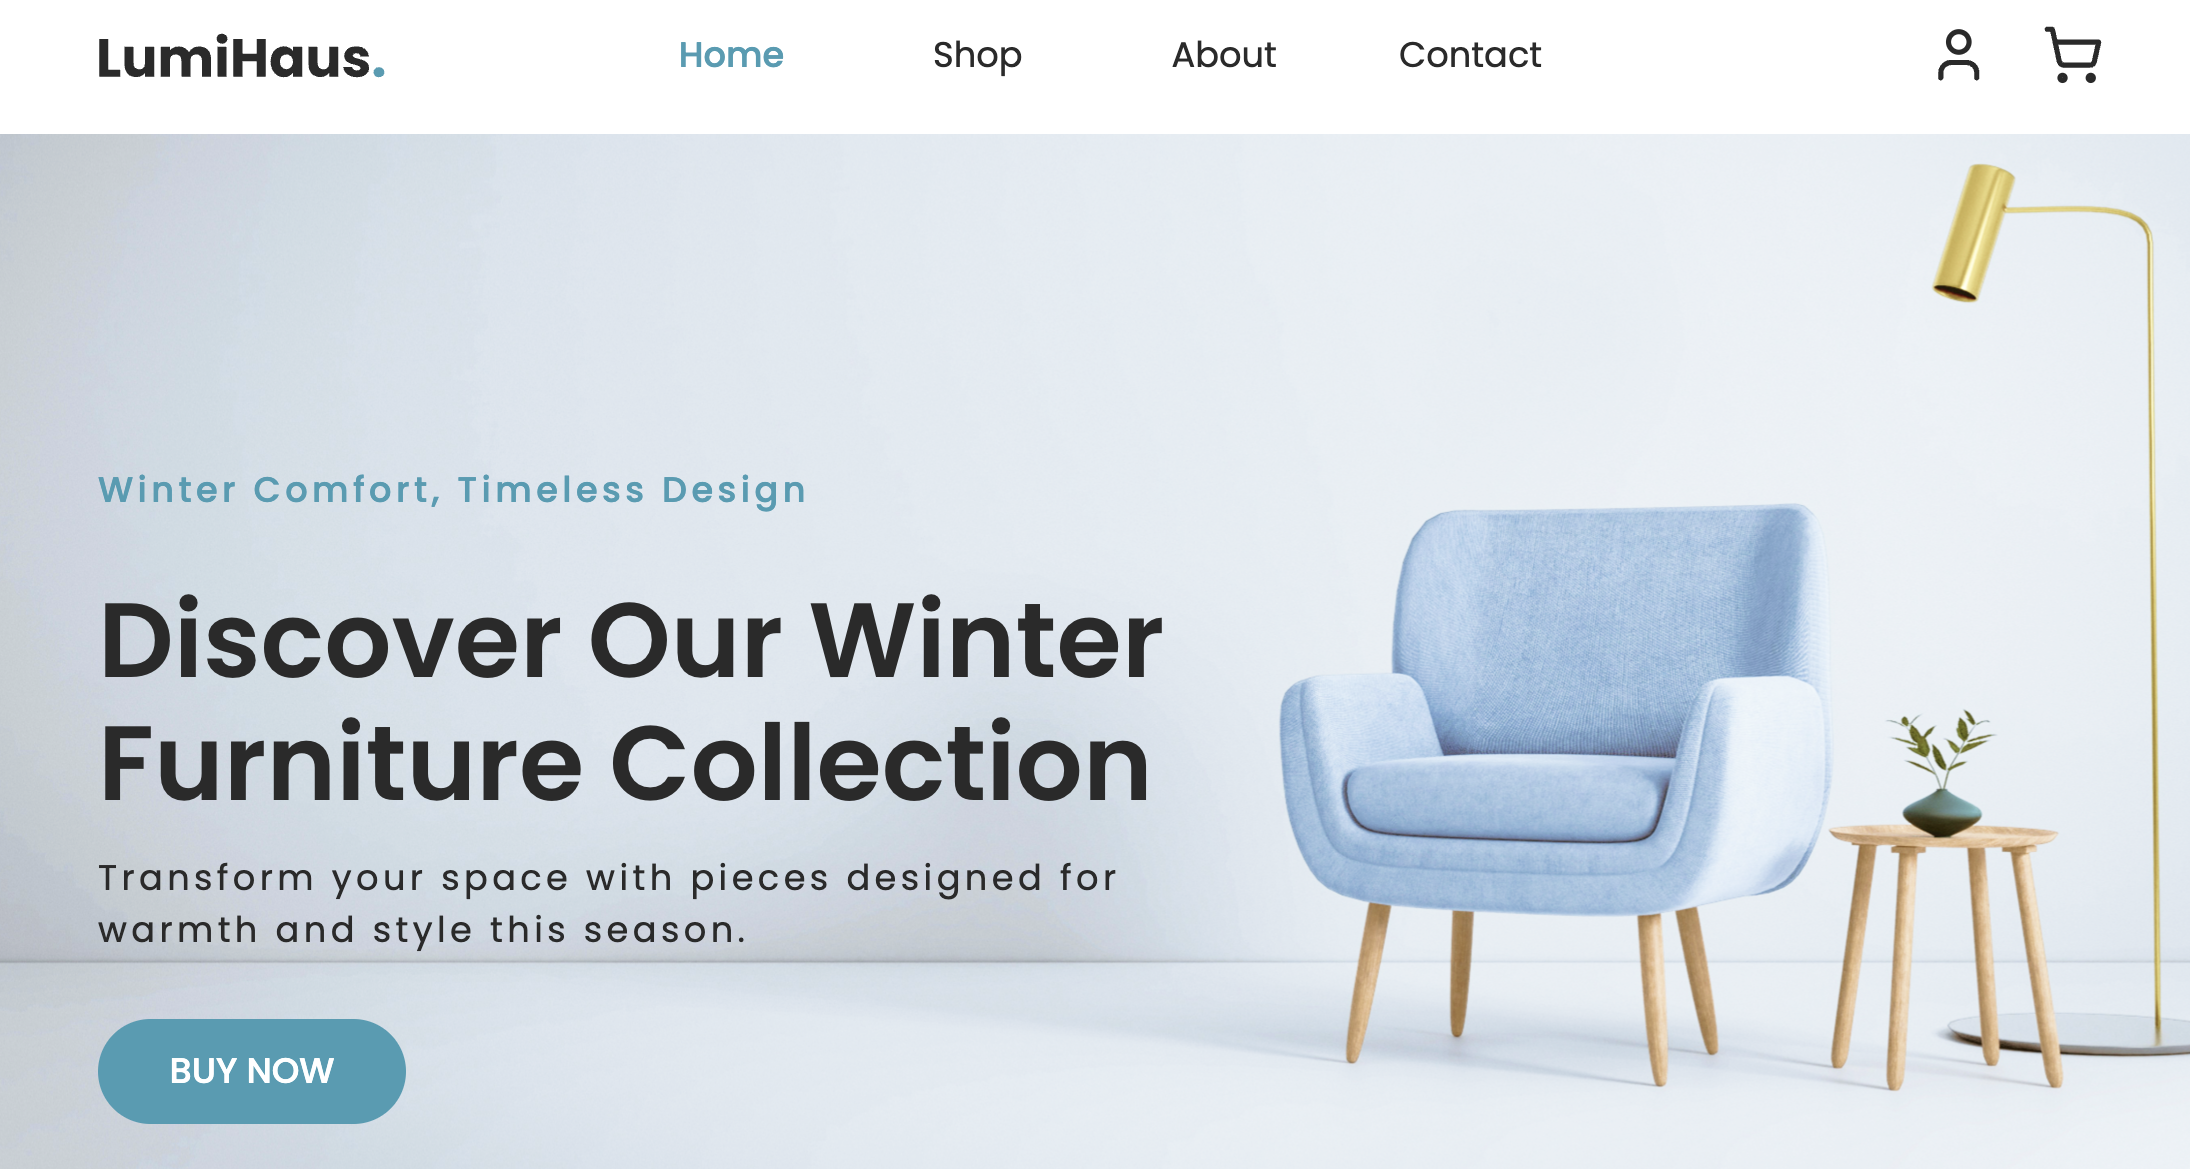 LumiHaus.
Home
Shop
About
Contact
Winter Comfort, Timeless Design
Discover Our Winter
Furniture Collection
Transform your space with pieces designed for
warmth and style this season.
BUY NOW